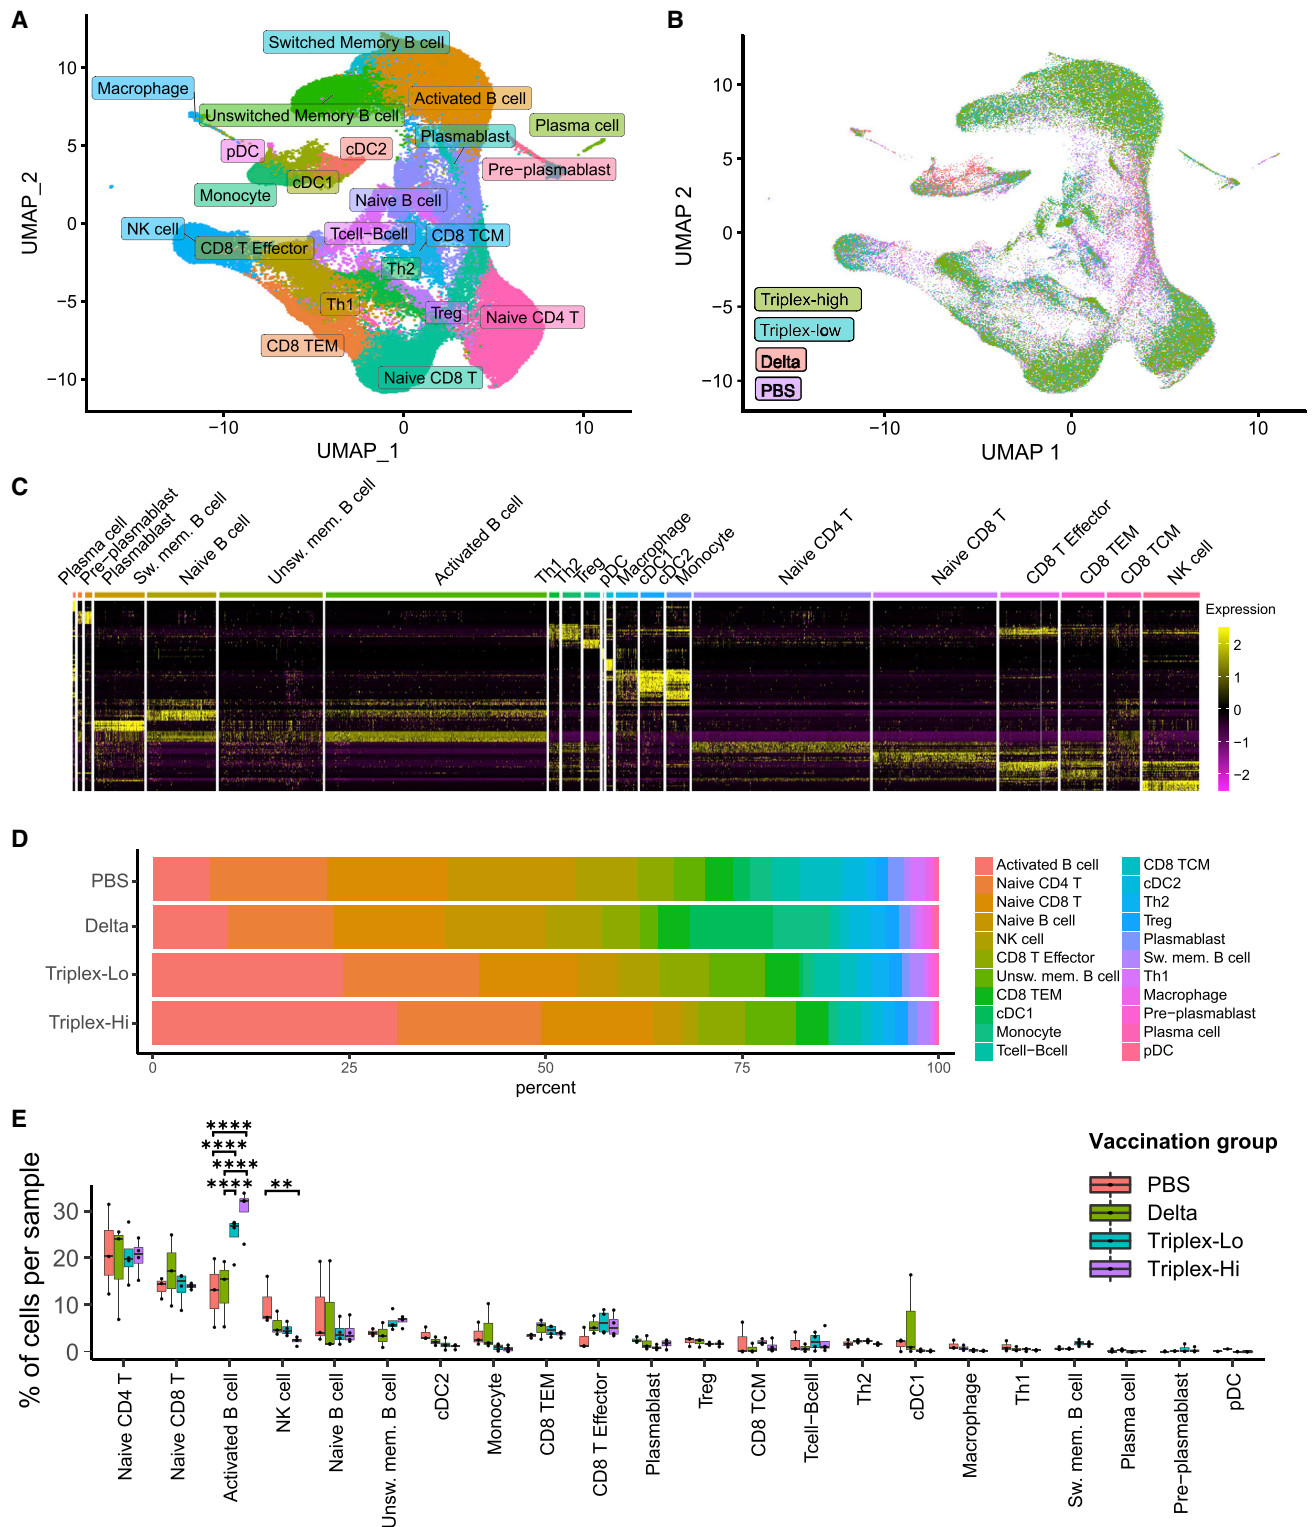 A
Switched Memory B cell
Macrophage
Activated B cell
Unswitched Memory B cell
Plasma cell
Plasmablast
pDC
cDC2
Pre-plasmablast
cDC1
Monocyte
Naive B cell
NK cell
Tcell-Bcell
CD8 TCM
CD8 T Effector
Th2
Th1
Treg
Naive CD4 T
CD8 TEM
Naive CD8 T
UMAP_2
10
5
0
−5
−10
−10
0
10
UMAP_1
B
UMAP 2
10
5
0
−5
−10
Triplex-high
Triplex-low
Delta
PBS
−10
0
10
UMAP 1
C
Plasma cell
Pre-plasmablast
Plasmablast
Sw. mem. B cell
Naive B cell
Unsw. mem. B cell
Activated B cell
Th1
Th2
Treg
pDC
Macrophage
cDC1
cDC2
Monocyte
Naive CD4 T
Naive CD8 T
CD8 T Effector
CD8 TEM
CD8 TCM
NK cell
Expression
2
1
0
−1
−2
D
PBS
Delta
Triplex-Lo
Triplex-Hi
0
25
50
75
100
percent
Activated B cell
Naive CD4 T
Naive CD8 T
Naive B cell
NK cell
CD8 T Effector
Unsw. mem. B cell
CD8 TEM
cDC1
Monocyte
Tcell−Bcell
CD8 TCM
cDC2
Th2
Treg
Plasmablast
Sw. mem. B cell
Th1
Macrophage
Pre−plasmablast
Plasma cell
pDC
E
% of cells per sample
30
20
10
0
****
****
****
****
**
Naive CD4 T
Naive CD8 T
Activated B cell
NK cell
Naive B cell
Unsw. mem. B cell
cDC2
Monocyte
CD8 TEM
CD8 T Effector
Plasmablast
Treg
CD8 TCM
Tcell−Bcell
Th2
cDC1
Macrophage
Th1
Sw. mem. B cell
Plasma cell
Pre−plasmablast
pDC
Vaccination group
PBS
Delta
Triplex-Lo
Triplex-Hi